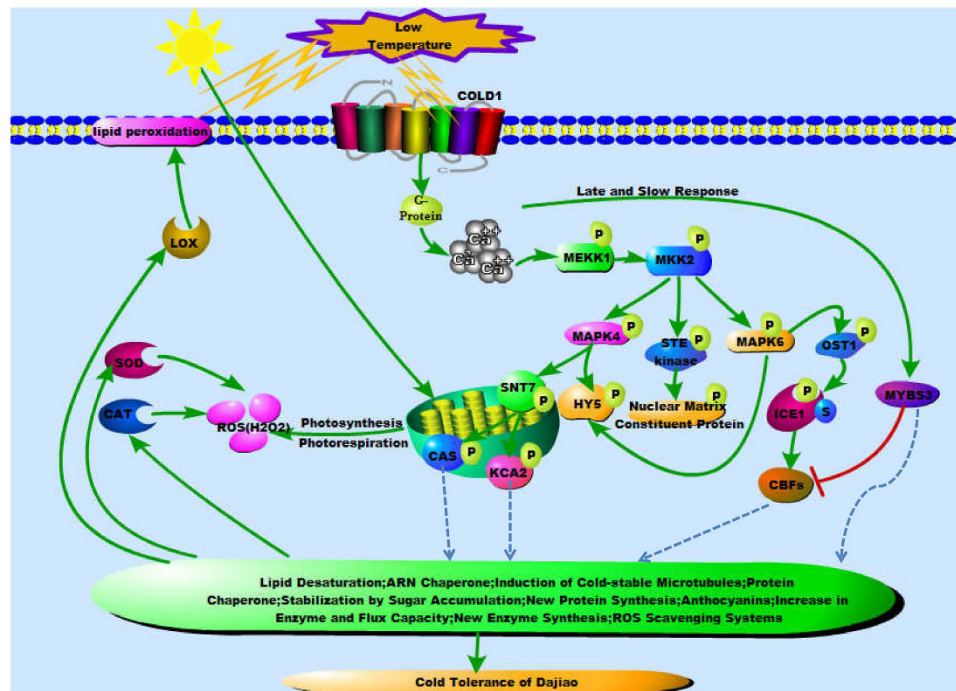 Low
Temperature
COLD1
lipid peroxidation
G-
Protein
Late and Slow Response
LOX
Ca++
Ca
Ca++
MEKK1
P
MKK2
P
MAPK4
P
STE
kinase
P
MAPK6
P
OST1
P
SOD
SNT7
P
HY5
P
Nuclear Matrix
Constituent Protein
P
ICE1
P
S
MYBS3
CAT
ROS(H2O2)
Photosynthesis
Photorespiration
CAS
P
KCA2
P
CBFs
Lipid Desaturation;ARN Chaperone;Induction of Cold-stable Microtubules;Protein
Chaperone;Stabilization by Sugar Accumulation;New Protein Synthesis;Anthocyanins;Increase in
Enzyme and Flux Capacity;New Enzyme Synthesis;ROS Scavenging Systems
Cold Tolerance of Dajiao